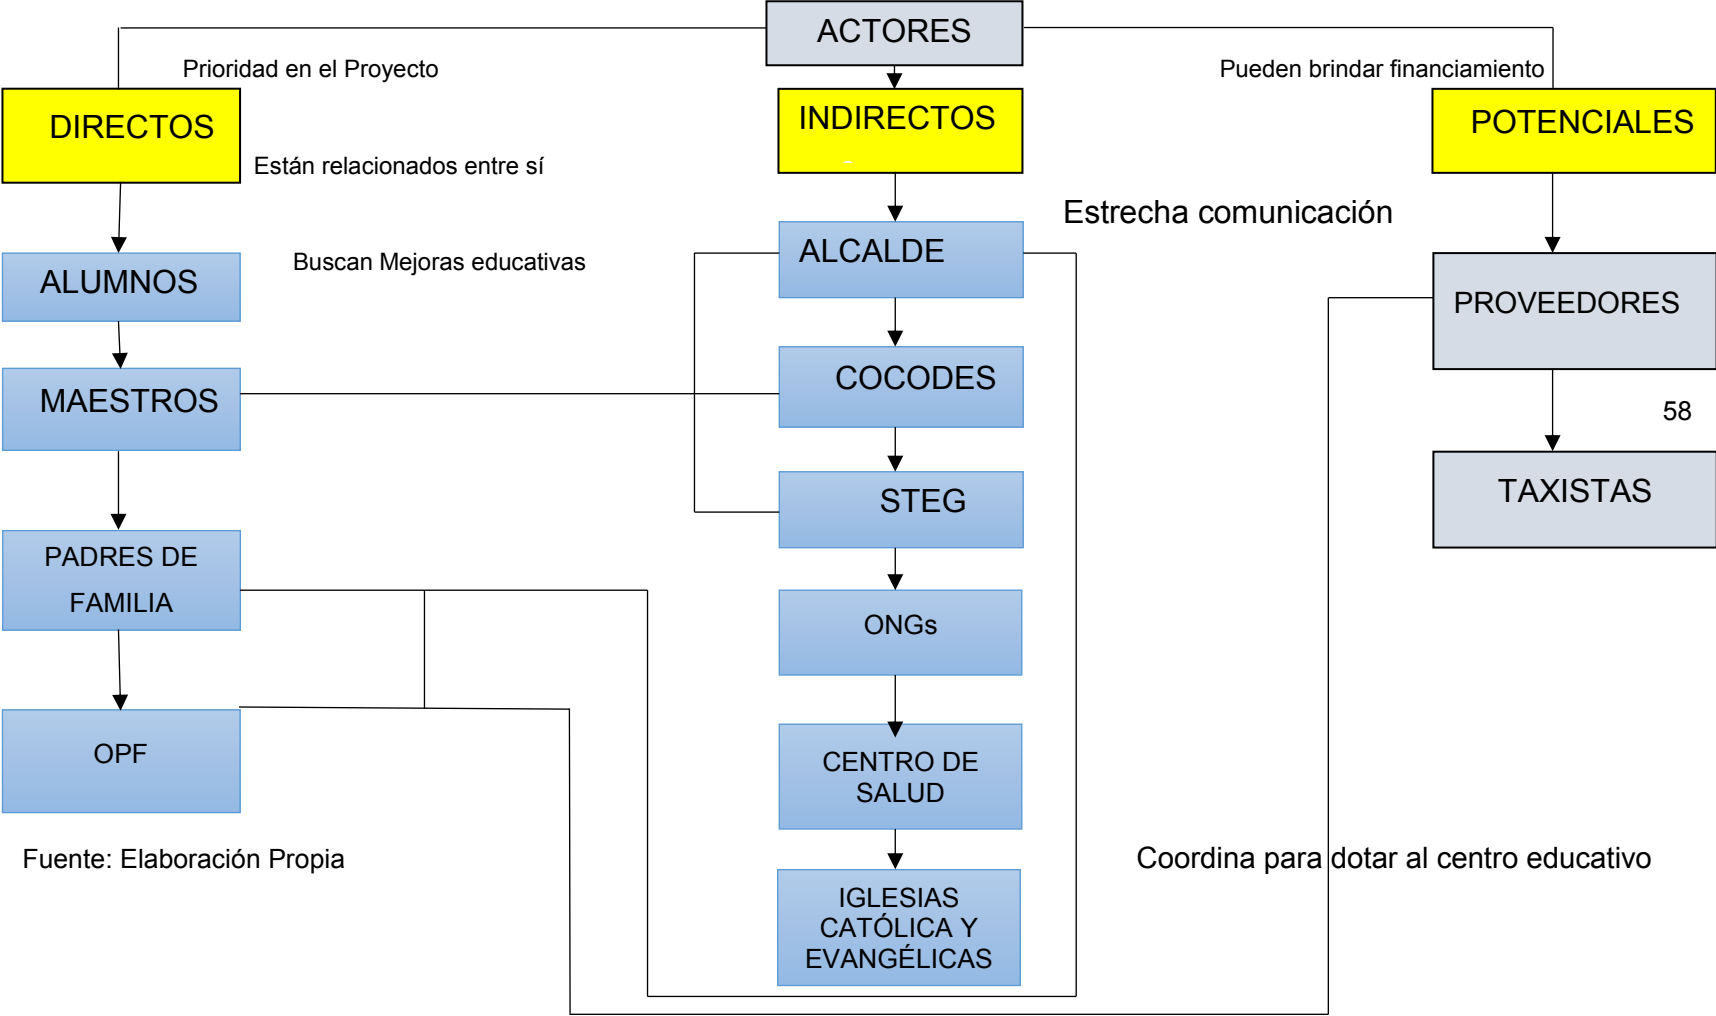 ACTORES
Prioridad en el Proyecto
Pueden brindar financiamiento
DIRECTOS
INDIRECTOS
POTENCIALES
Están relacionados entre sí
Estrecha comunicación
ALUMNOS
Buscan Mejoras educativas
ALCALDE
PROVEEDORES
MAESTROS
COCODES
58
STEG
TAXISTAS
PADRES DE
FAMILIA
ONGs
OPF
CENTRO DE
SALUD
Fuente: Elaboración Propia
Coordina para dotar al centro educativo
IGLESIAS
CATÓLICA Y
EVANGÉLICAS